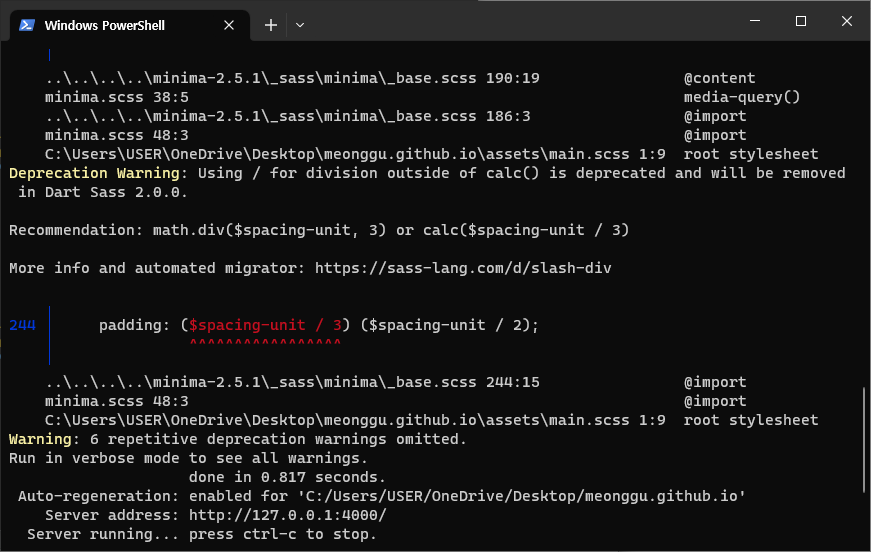 Windows PowerShell
..\..\..\..\minima-2.5.1\_sass\minima\_base.scss 190:19 @content
minima.scss 38:5 media-query()
..\..\..\..\minima-2.5.1\_sass\minima\_base.scss 186:3 @import
minima.scss 48:3 @import
C:\Users\USER\OneDrive\Desktop\meonggu.github.io\assets\main.scss 1:9 root stylesheet
Deprecation Warning: Using / for division outside of calc() is deprecated and will be removed
in Dart Sass 2.0.0.
Recommendation: math.div($spacing-unit, 3) or calc($spacing-unit / 3)
More info and automated migrator: https://sass-lang.com/d/slash-div
244 │ padding: ($spacing-unit / 3) ($spacing-unit / 2);
^^^^^^^^^^^^^^^^^
..\..\..\..\minima-2.5.1\_sass\minima\_base.scss 244:15 @import
minima.scss 48:3 @import
C:\Users\USER\OneDrive\Desktop\meonggu.github.io\assets\main.scss 1:9 root stylesheet
Warning: 6 repetitive deprecation warnings omitted.
Run in verbose mode to see all warnings.
done in 0.817 seconds.
Auto-regeneration: enabled for 'C:/Users/USER/OneDrive/Desktop/meonggu.github.io'
Server address: http://127.0.0.1:4000/
Server running... press ctrl-c to stop.